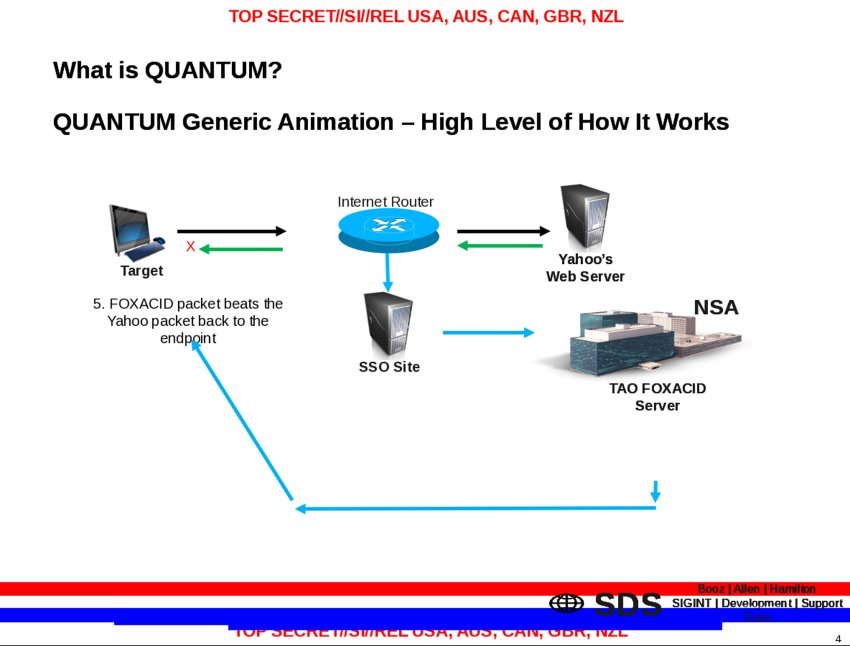 TOP SECRET//SI//REL USA, AUS, CAN, GBR, NZL
What is QUANTUM?
QUANTUM Generic Animation – High Level of How It Works
Internet Router
X
Target
Yahoo's
Web Server
5. FOXACID packet beats the
Yahoo packet back to the
endpoint
NSA
SSO Site
TAO FOXACID
Server
Booz | Allen | Hamilton
SDS
SIGINT | Development | Support
TOP SECRET//SI//REL USA, AUS, CAN, GBR, NZL
4